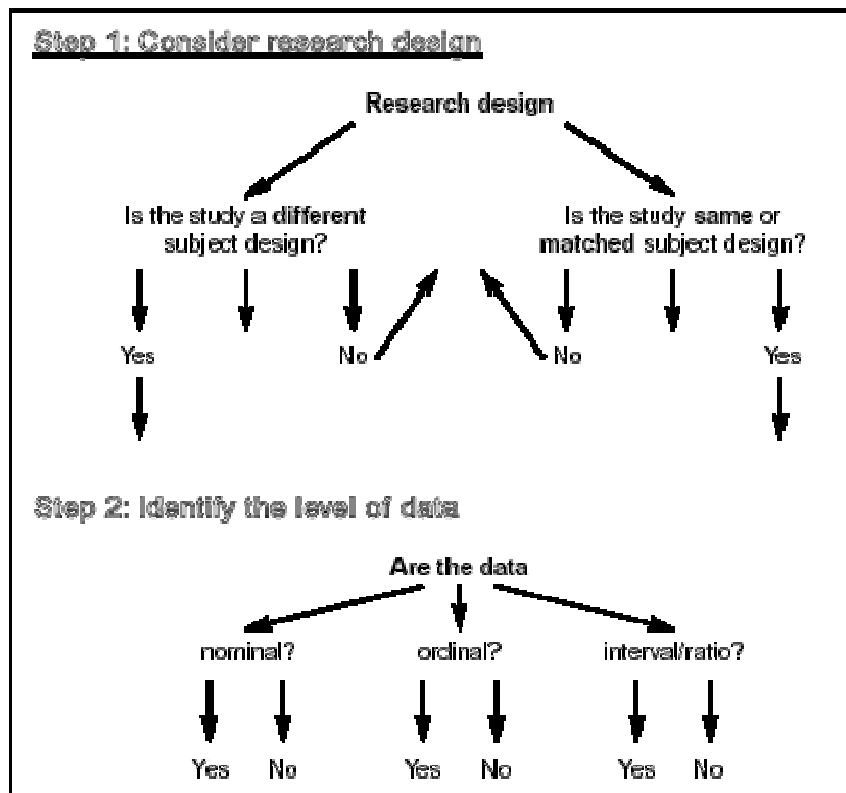 Step 1: Consider research design
Research design
Is the study a different
subject design?
Is the study same or
matched subject design?
Yes
No
No
Yes
Step 2: Identify the level of data
Are the data
nominal?
ordinal?
interval/ratio?
Yes
No
Yes
No
Yes
No